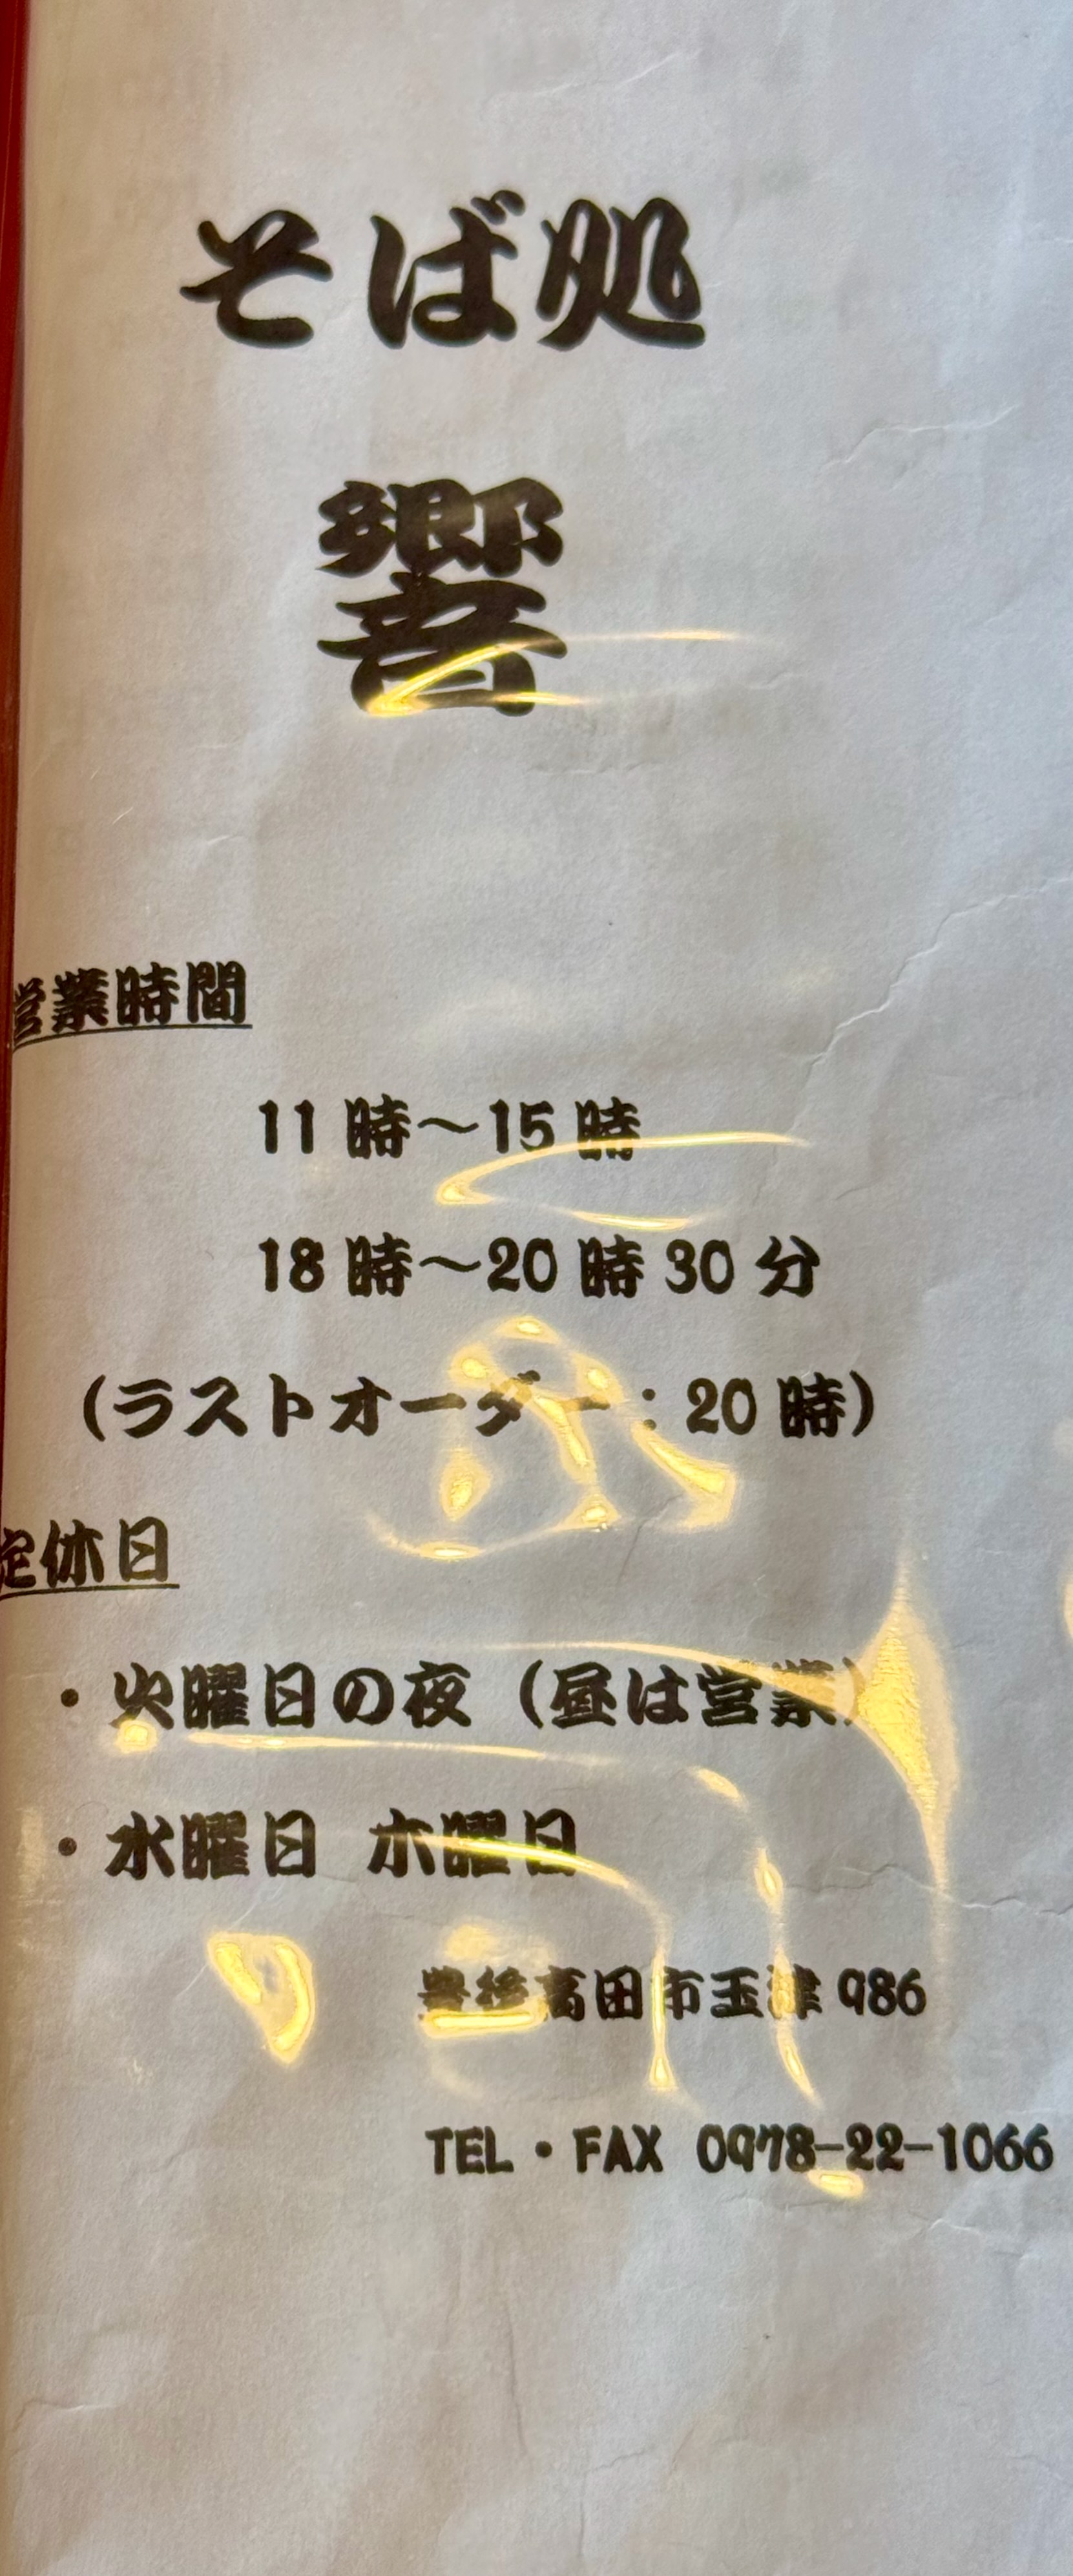 そば処
響
営業時間
11時～15時
18時～20時30分
(ラストオーダー:20時)
定休日
・火曜日の夜(昼は営業)
・水曜日 木曜日
豊後高田市玉津986
TEL・FAX 0978-22-1066